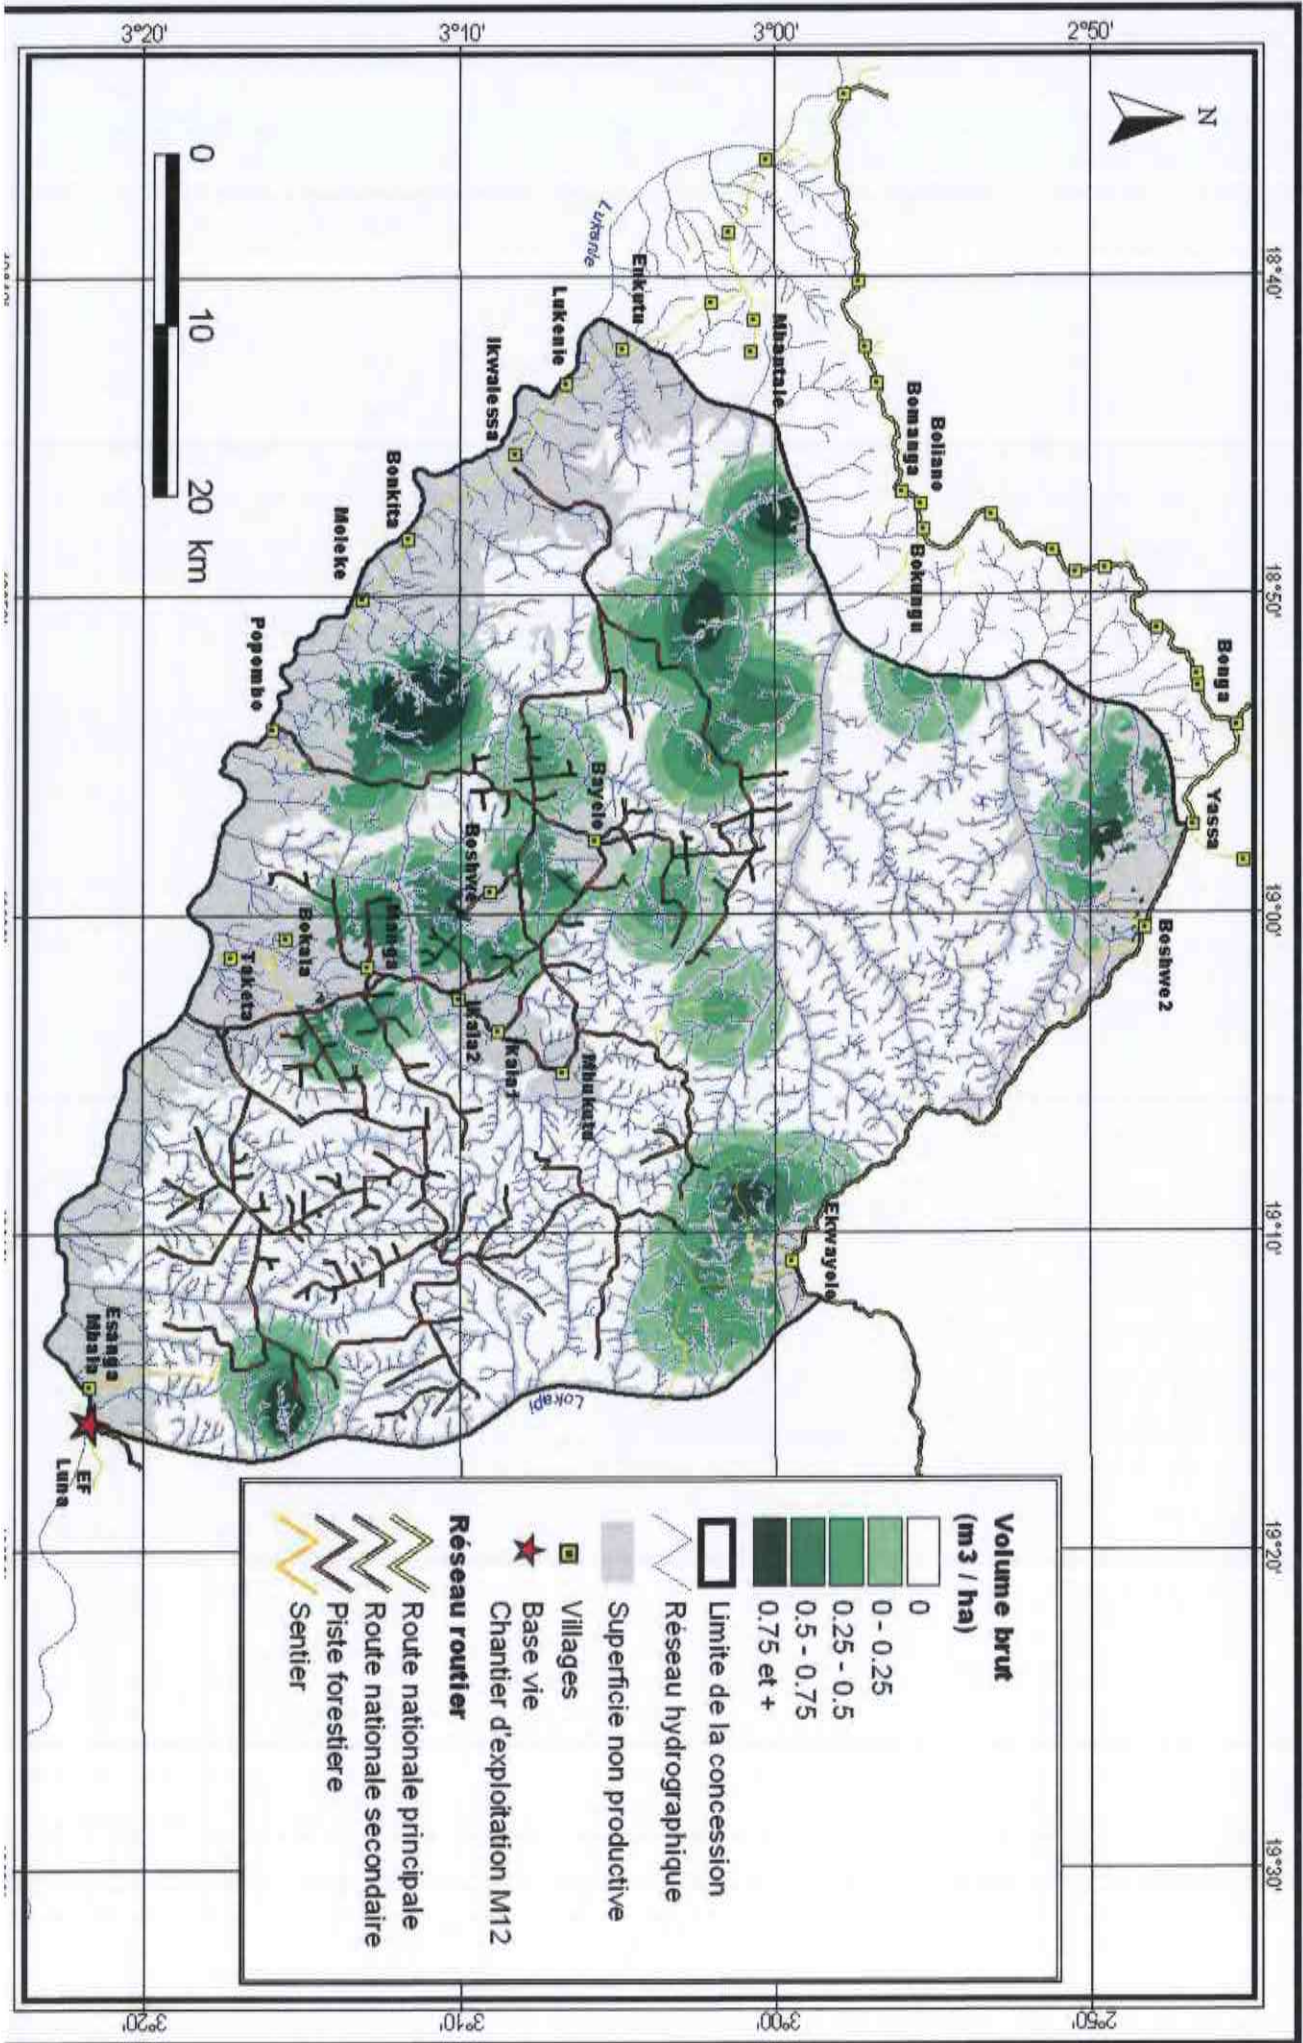 18°40'
18°50'
19°00'
19°10'
19°20'
19°30'
2°50'
2°50'
3°00'
3°00'
3°10'
3°10'
3°20'
3°20'
N
Bonga
Yassa
Boshwe2
Boliano
Bomanga
Bokungu
Mbantale
Ekwayolo
Enkutu
Lukenie
Lukenie
Ikwalessa
Bonkita
Moleke
Popombo
Bayelo
Boshwe
Manga
Bokala
Taketa
Ikala2
Ikala1
Lokapi
Esanga
Mbala
EF
Luna
0
10
20 km
Volume brut
(m3 / ha)
0
0 - 0.25
0.25 - 0.5
0.5 - 0.75
0.75 et +
Limite de la concession
Réseau hydrographique
Superficie non productive
Villages
Base vie
Chantier d'exploitation M12
Réseau routier
Route nationale principale
Route nationale secondaire
Piste forestiere
Sentier